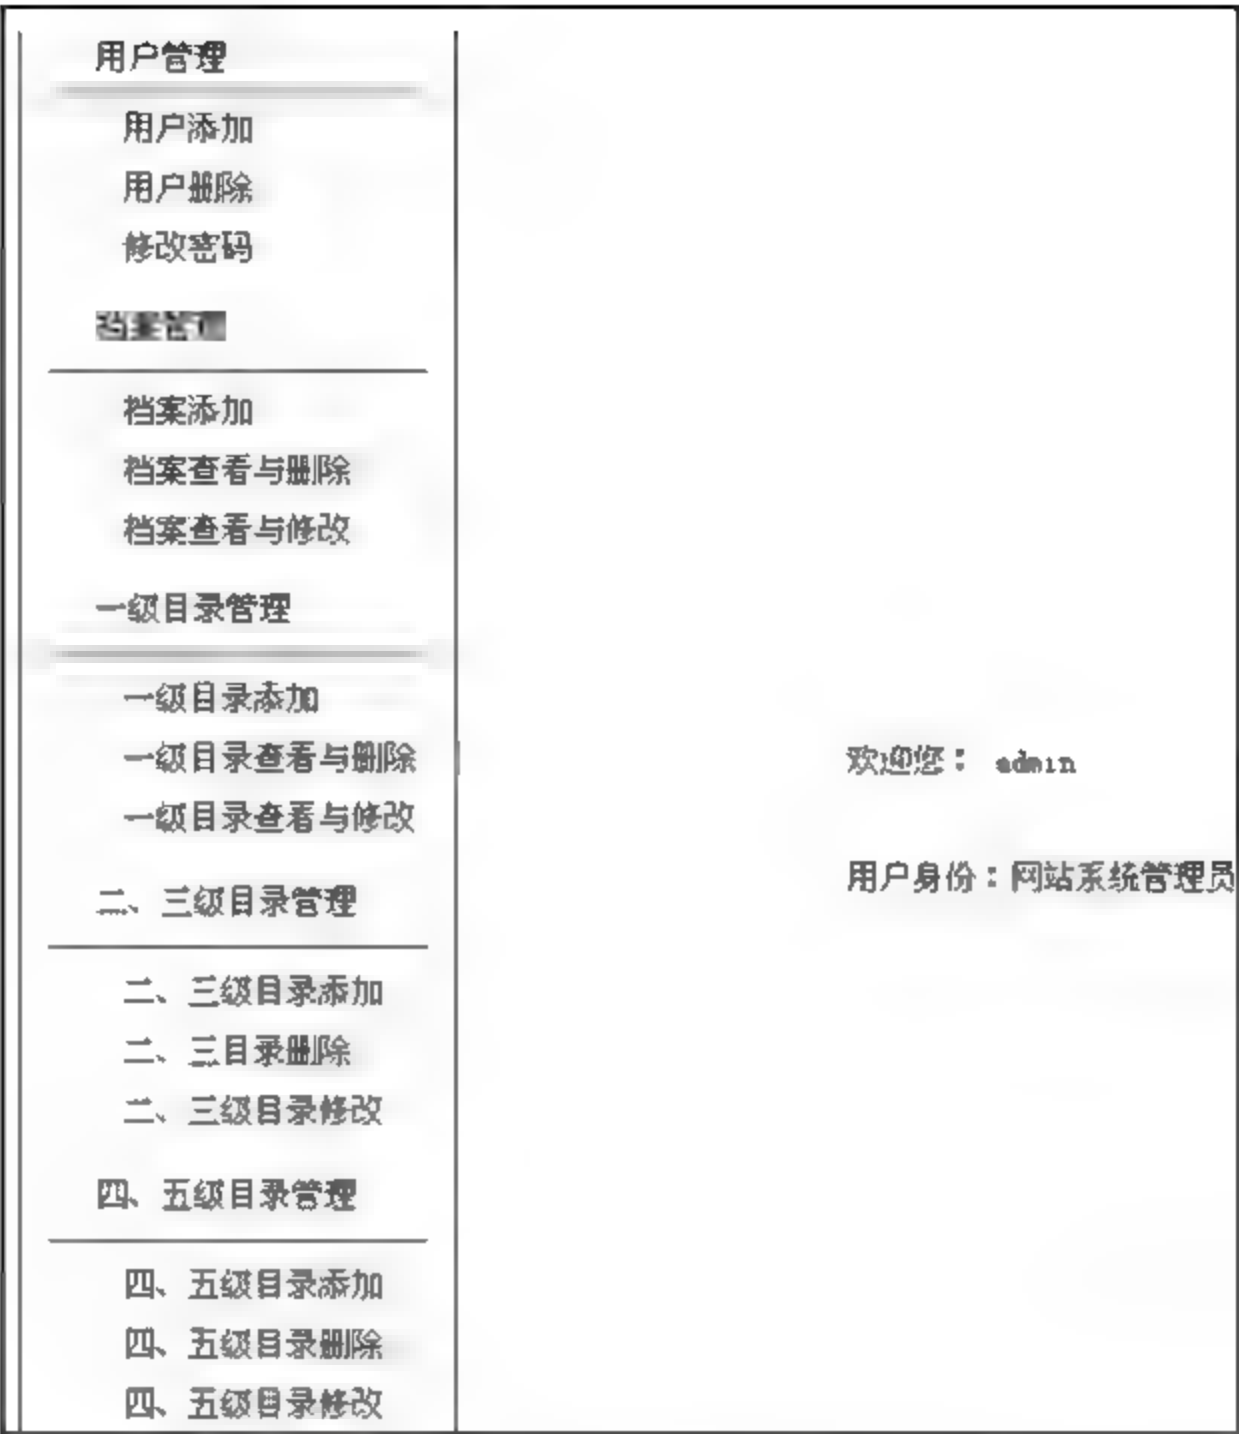 用户管理
用户添加
用户删除
修改密码
档案管理
档案添加
档案查看与删除
档案查看与修改
一级目录管理
一级目录添加
一级目录查看与删除
一级目录查看与修改
二、三级目录管理
二、三级目录添加
二、三目录删除
二、三级目录修改
四、五级目录管理
四、五级目录添加
四、五级目录删除
四、五级目录修改
欢迎您： admin
用户身份：网站系统管理员